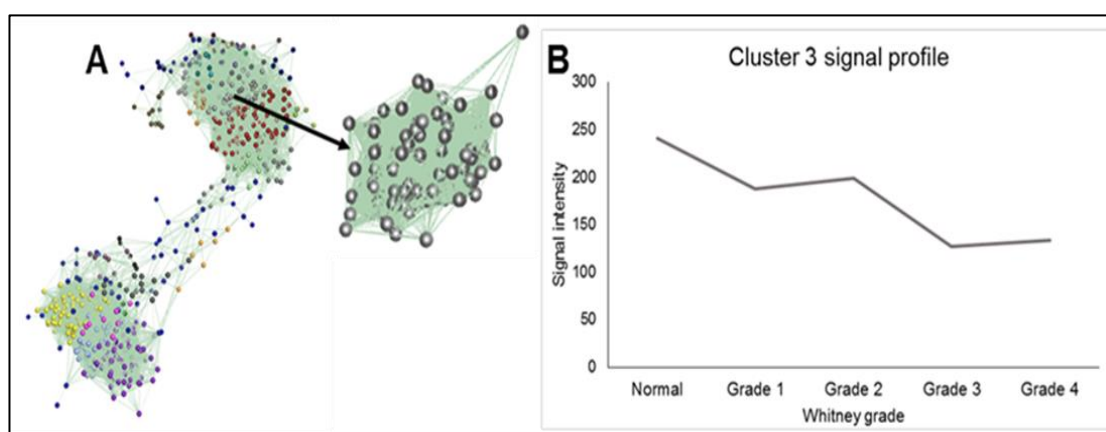 A
B
Cluster 3 signal profile
300
250
200
150
100
50
0
Signal intensity
Normal Grade 1 Grade 2 Grade 3 Grade 4
Whitney grade